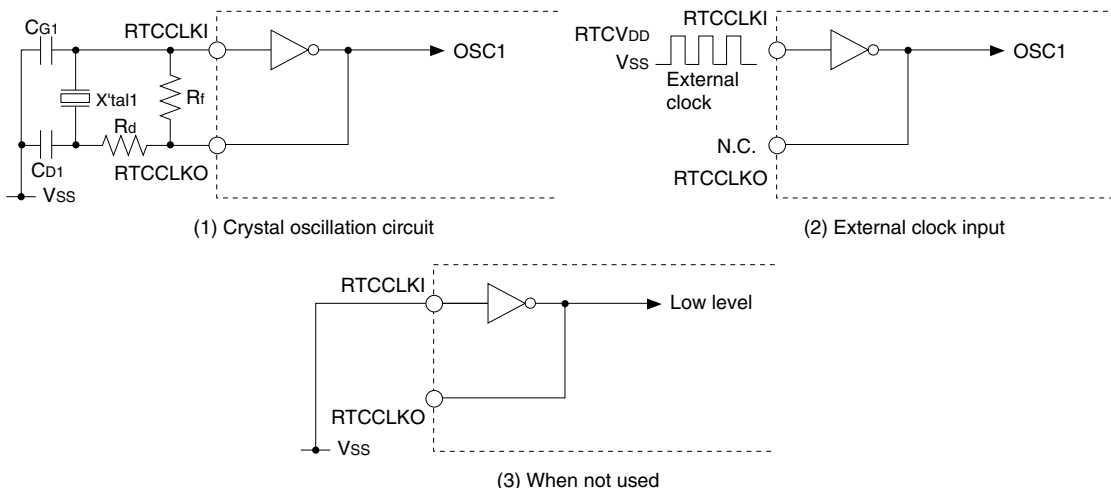 CG1
RTCCLKI
OSC1
X'tal1
Rf
Rd
CD1
RTCCLKO
VSS
(1) Crystal oscillation circuit
RTCCLKI
RTCVDD
VSS
External
clock
OSC1
N.C.
RTCCLKO
(2) External clock input
RTCCLKI
Low level
RTCCLKO
VSS
(3) When not used